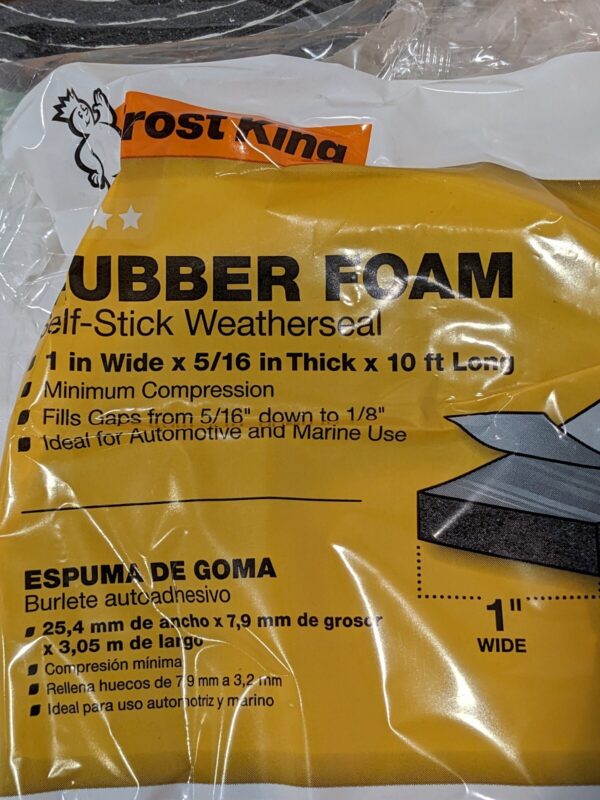 rost King
UBBER FOAM
elf-Stick Weatherseal
1 in Wide x 5/16 in Thick x 10 ft Long
Minimum Compression
Fills Gaps from 5/16" down to 1/8"
Ideal for Automotive and Marine Use
ESPUMA DE GOMA
Burlete autoadhesivo
25,4 mm de ancho x 7,9 mm de grosor
x 3,05 m de largo
Compresión mínima
Rellena huecos de 7,9 mm a 3,2 mm
Ideal para uso automotriz y marino
1"
WIDE